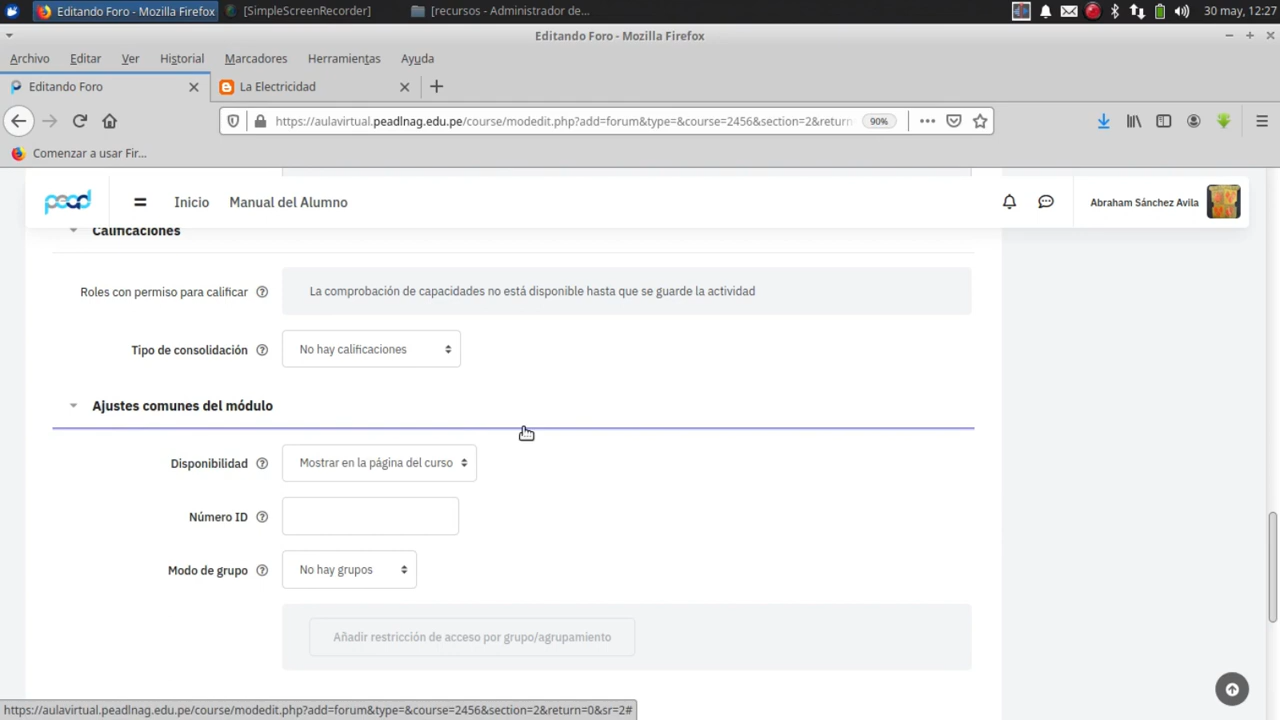 Editando Foro - Mozilla Firefox
[SimpleScreenRecorder]
[recursos - Administrador de...
30 may, 12:27
Editando Foro - Mozilla Firefox
Archivo Editar Ver Historial Marcadores Herramientas Ayuda
Editando Foro
La Electricidad
https://aulavirtual.peadlnag.edu.pe/course/modedit.php?add=forum&type=&course=2456&section=2&return
90%
Comenzar a usar Fir...
pead
Inicio
Manual del Alumno
Abraham Sánchez Avila
Calificaciones
Roles con permiso para calificar
La comprobación de capacidades no está disponible hasta que se guarde la actividad
Tipo de consolidación
No hay calificaciones
Ajustes comunes del módulo
Disponibilidad
Mostrar en la página del curso
Número ID
Modo de grupo
No hay grupos
Añadir restricción de acceso por grupo/agrupamiento
https://aulavirtual.peadlnag.edu.pe/course/modedit.php?add=forum&type=&course=2456&section=2&return=0&sr=2#